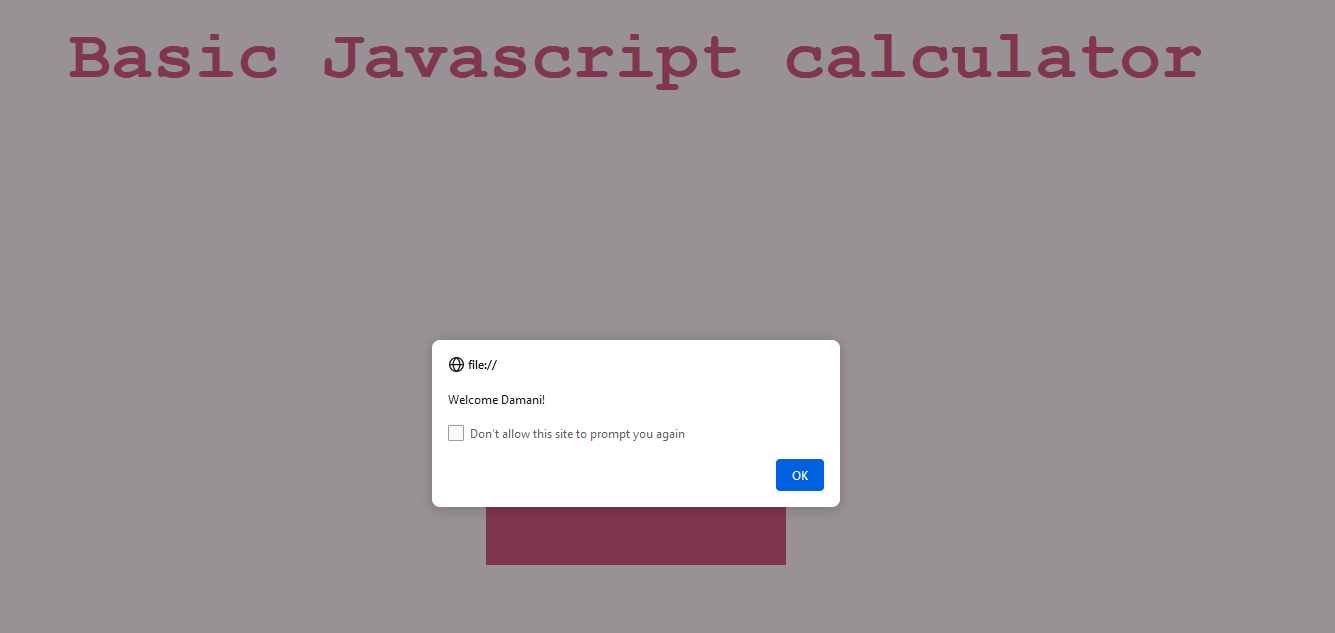 Basic Javascript calculator
file://
Welcome Damani!
Don't allow this site to prompt you again
OK